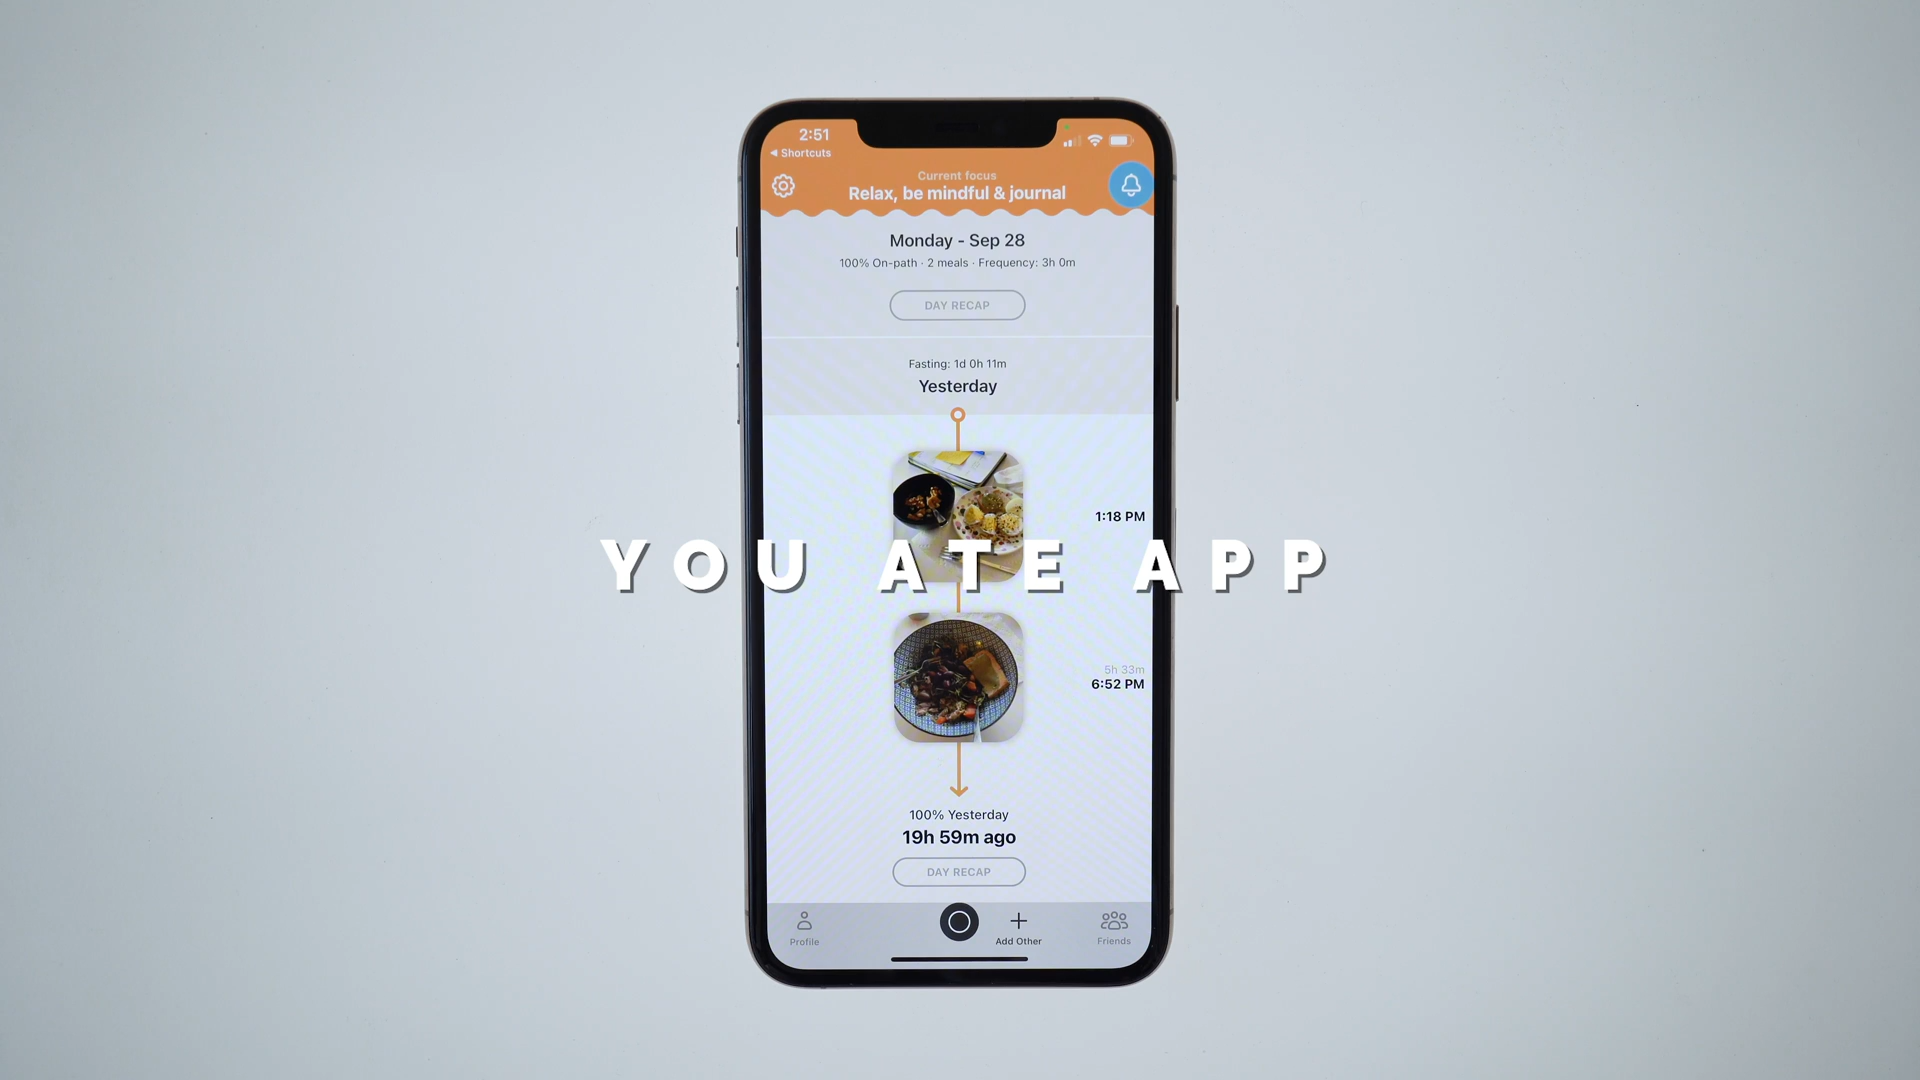 2:51
◀ Shortcuts
Current focus
Relax, be mindful & journal
Monday - Sep 28
100% On-path · 2 meals · Frequency: 3h 0m
DAY RECAP
Fasting: 1d 0h 11m
Yesterday
1:18 PM
YOU ATE APP
5h 33m
6:52 PM
100% Yesterday
19h 59m ago
DAY RECAP
Profile
Add Other
Friends